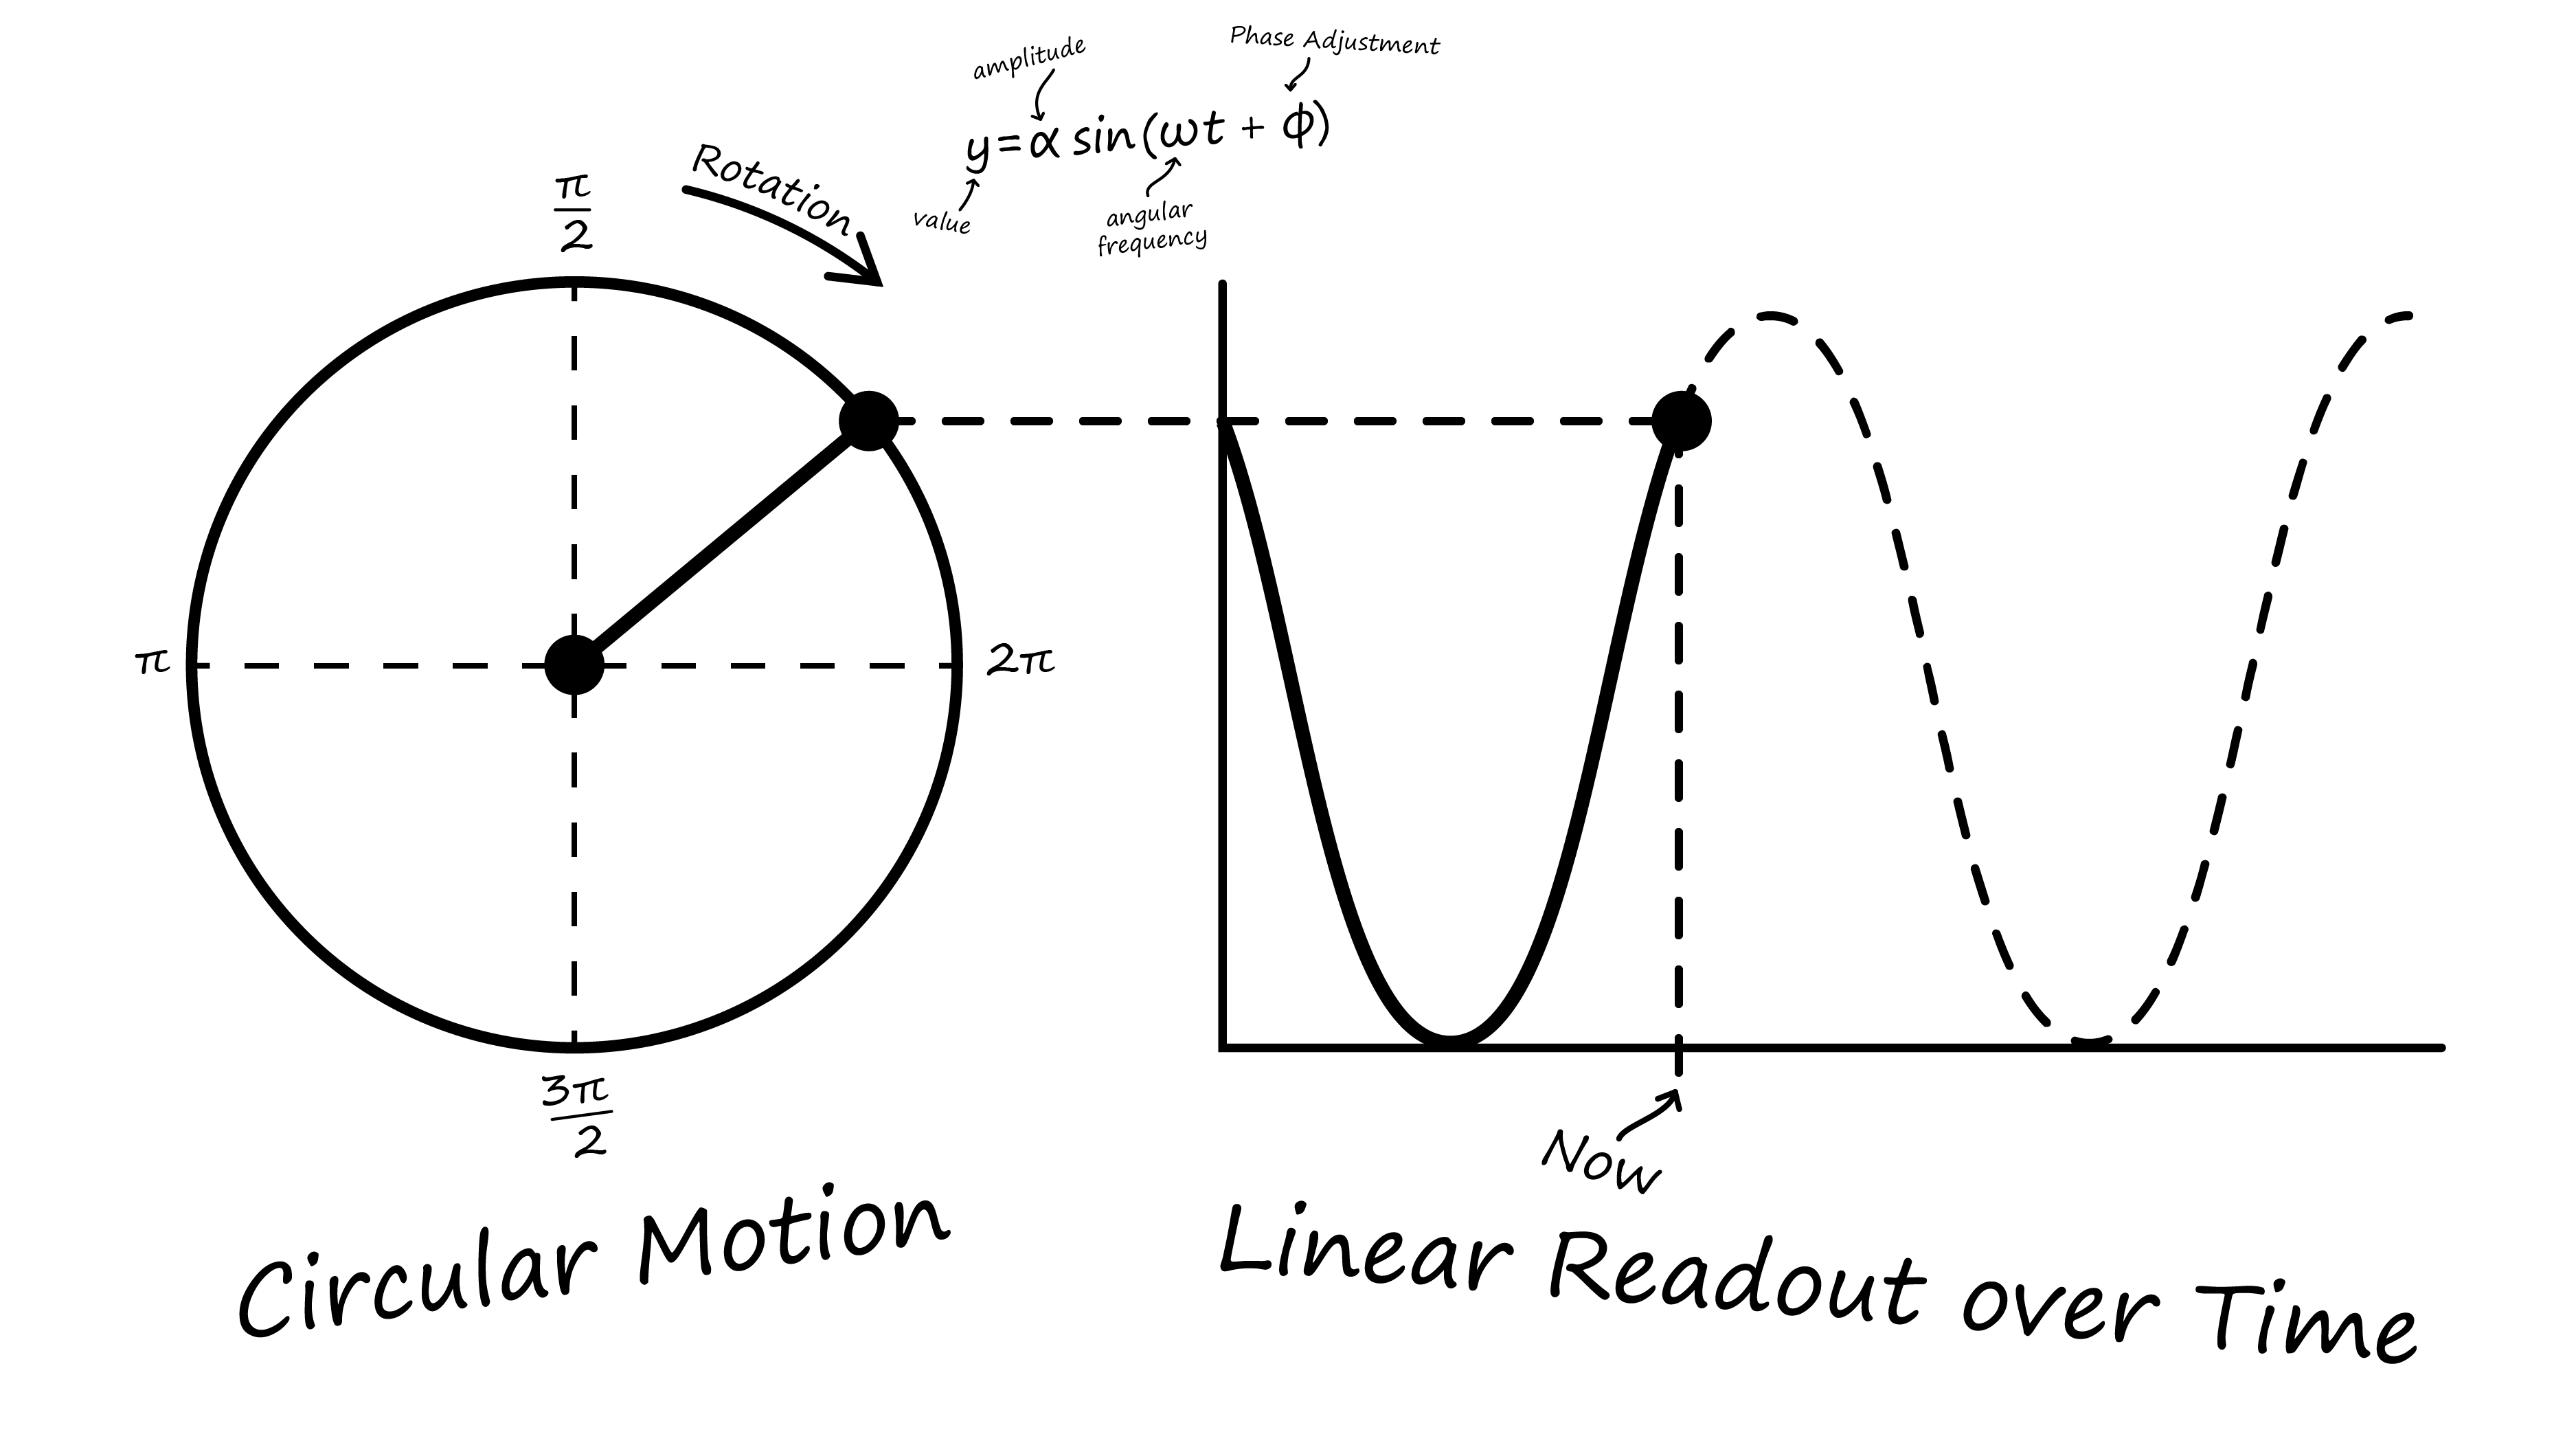 amplitude
Phase Adjustment
y=α sin(ωt + ϕ)
value
angular
frequency
Rotation
π
2
π
2π
3π
2
Now
Circular Motion
Linear Readout over Time